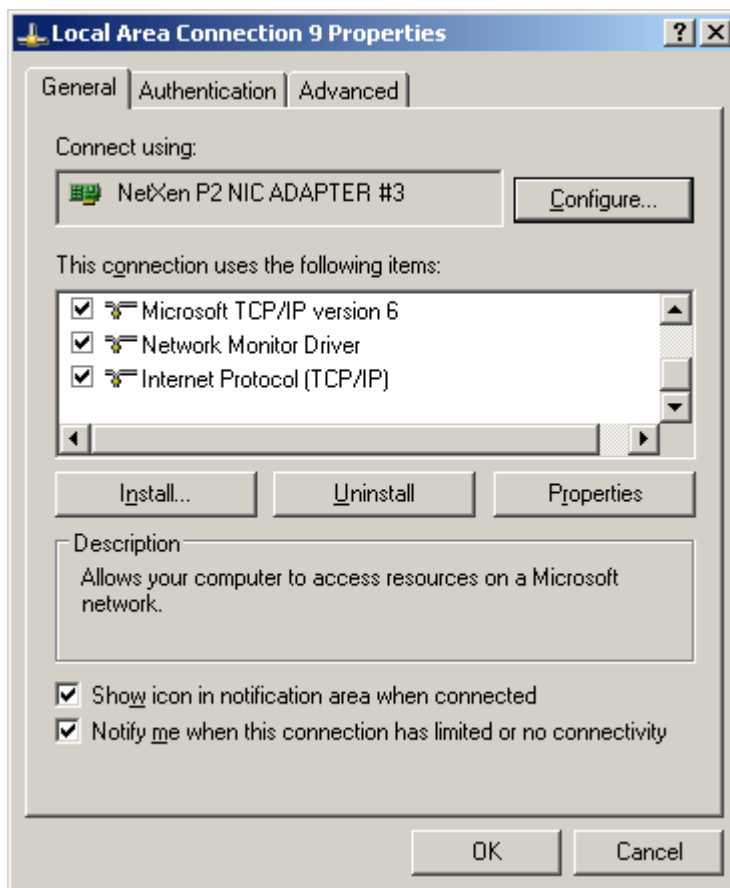 Local Area Connection 9 Properties
General Authentication Advanced
Connect using:
NetXen P2 NIC ADAPTER #3
Configure...
This connection uses the following items:
Microsoft TCP/IP version 6
Network Monitor Driver
Internet Protocol (TCP/IP)
Install... Uninstall Properties
Description
Allows your computer to access resources on a Microsoft
network.
Show icon in notification area when connected
Notify me when this connection has limited or no connectivity
OK Cancel